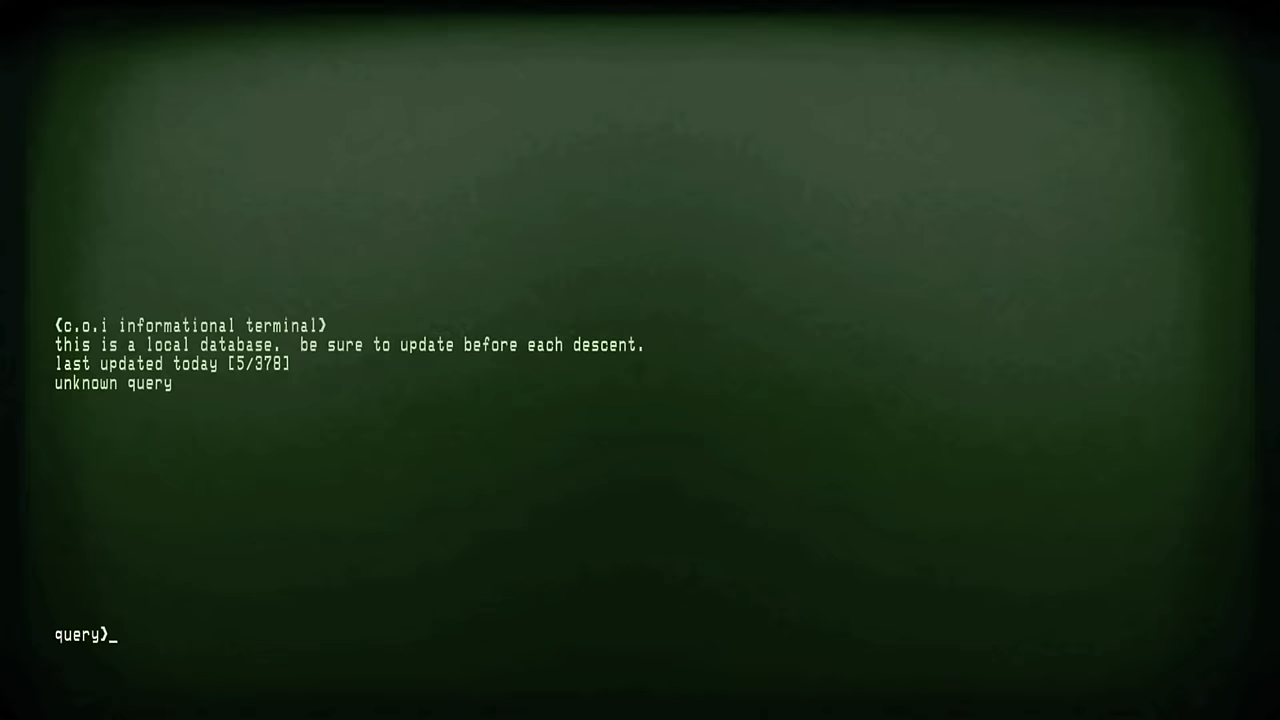 {c.o.i informational terminal}
this is a local database.  be sure to update before each descent.
last updated today [5/378]
unknown query
query}_